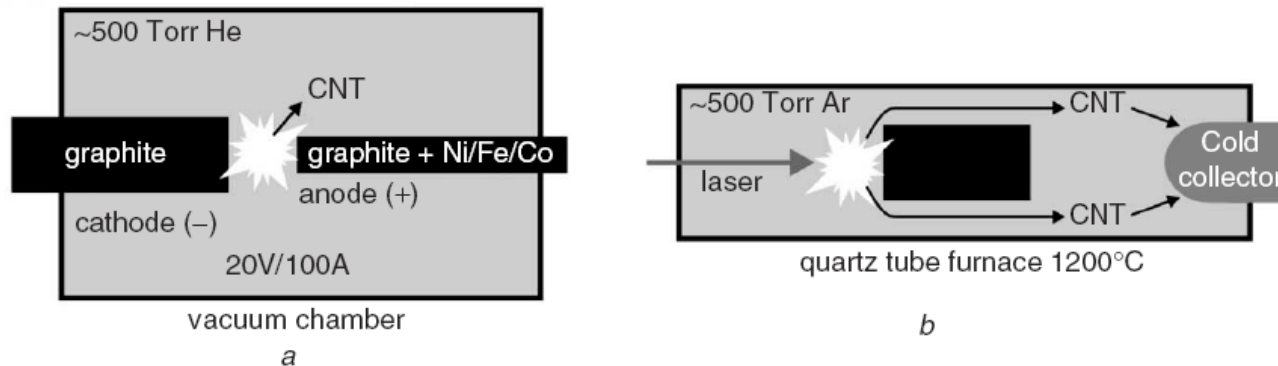 ~500 Torr He
CNT
graphite
graphite + Ni/Fe/Co
anode (+)
cathode (−)
20V/100A
vacuum chamber
a
~500 Torr Ar
CNT
laser
Cold
collector
CNT
quartz tube furnace 1200°C
b